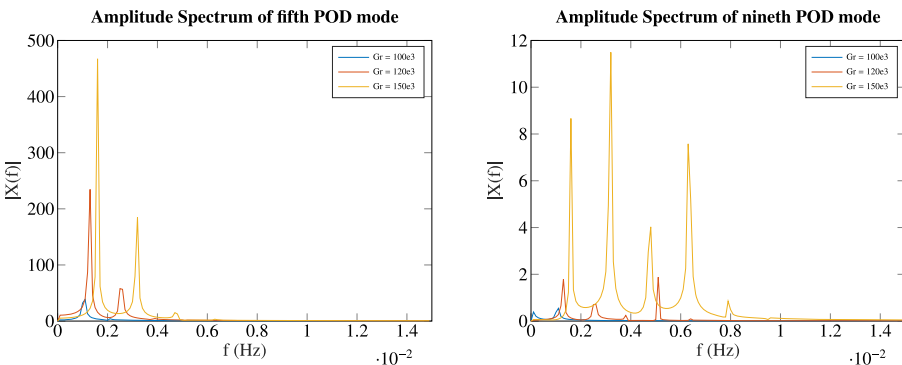 Amplitude Spectrum of fifth POD mode
500
400
300
200
100
0
|X(f)|
Gr = 100e3
Gr = 120e3
Gr = 150e3
0 0.2 0.4 0.6 0.8 1 1.2 1.4
f (Hz)
·10⁻²
Amplitude Spectrum of nineth POD mode
12
10
8
6
4
2
0
|X(f)|
Gr = 100e3
Gr = 120e3
Gr = 150e3
0 0.2 0.4 0.6 0.8 1 1.2 1.4
f (Hz)
·10⁻²